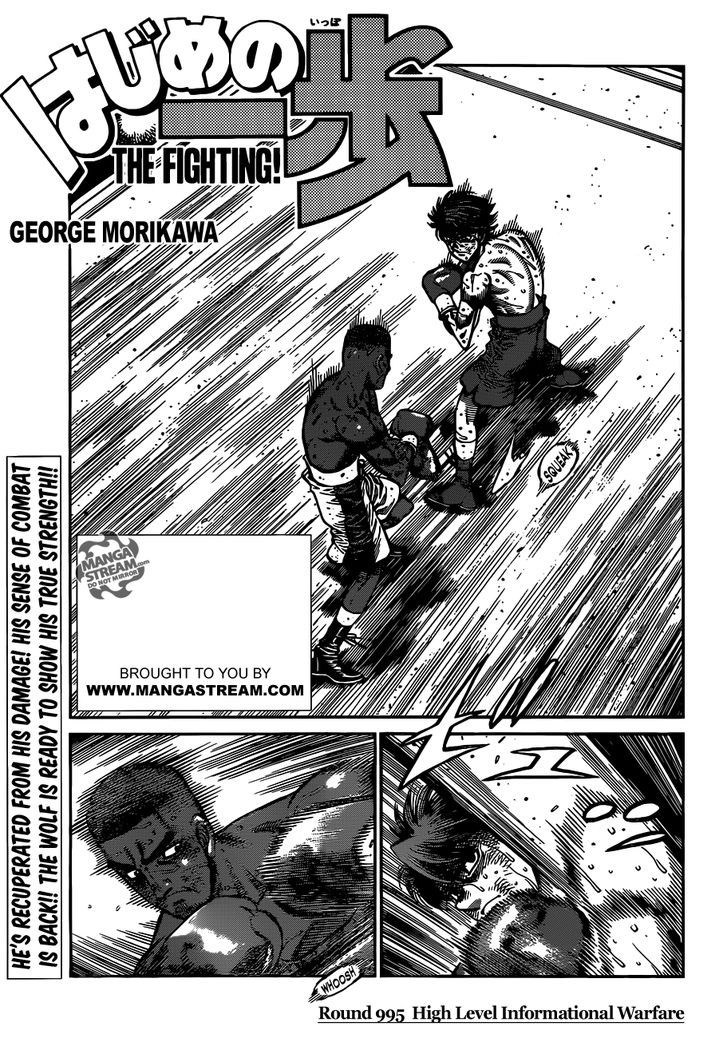 いっぽ
はじめの一歩
THE FIGHTING!
GEORGE MORIKAWA
SQUEAK
HE'S RECUPERATED FROM HIS DAMAGE! HIS SENSE OF COMBAT
IS BACK!! THE WOLF IS READY TO SHOW HIS TRUE STRENGTH!!
MANGA
STREAM.com
DO NOT MIRROR
BROUGHT TO YOU BY
WWW.MANGASTREAM.COM
WHOOSH
Round 995 High Level Informational Warfare